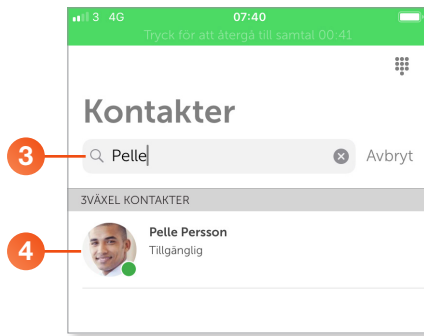 3 4G 07:40
Tryck för att återgå till samtal 00:41
Kontakter
3 Pelle Avbryt
3VÄXEL KONTAKTER
Pelle Persson
4
Tillgänglig